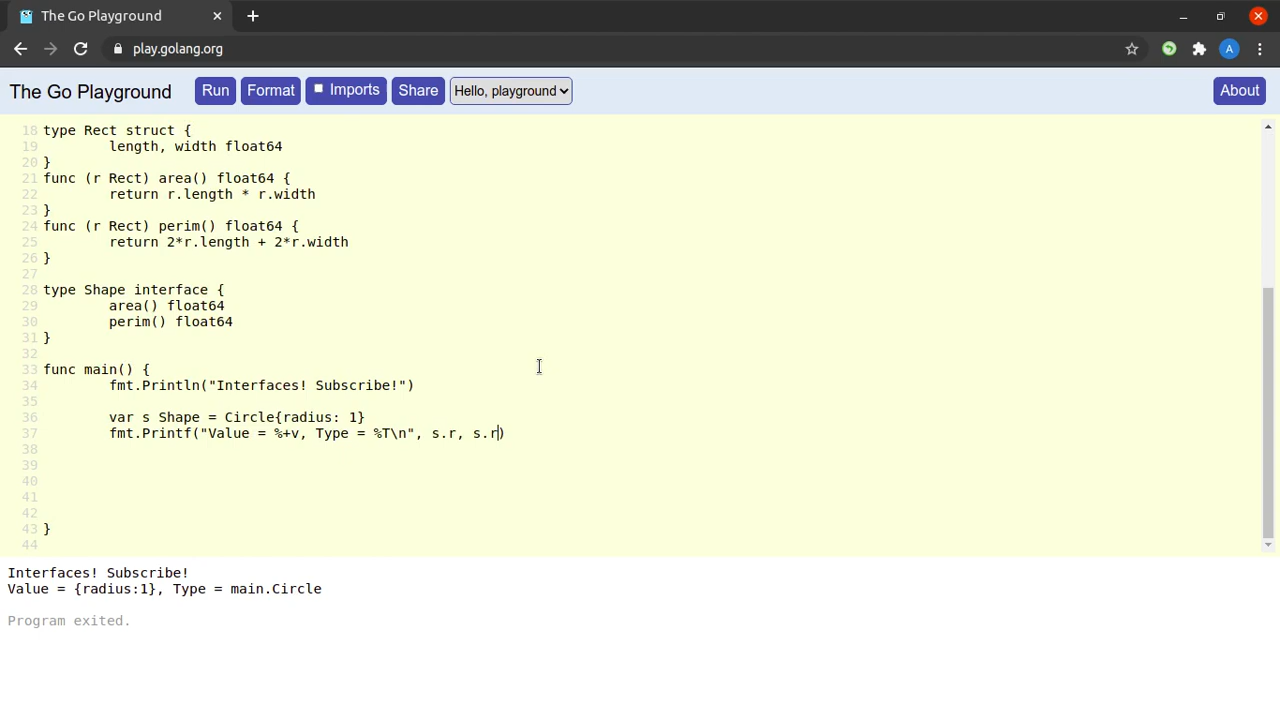 The Go Playground
play.golang.org
A
The Go Playground Run Format Imports Share Hello, playground About
18 type Rect struct {
19 length, width float64
20 }
21 func (r Rect) area() float64 {
22 return r.length * r.width
23 }
24 func (r Rect) perim() float64 {
25 return 2*r.length + 2*r.width
26 }
27
28 type Shape interface {
29 area() float64
30 perim() float64
31 }
32
33 func main() {
34 fmt.Println("Interfaces! Subscribe!")
35
36 var s Shape = Circle{radius: 1}
37 fmt.Printf("Value = %+v, Type = %T\n", s.r, s.r)
38
39
40
41
42
43 }
44
Interfaces! Subscribe!
Value = {radius:1}, Type = main.Circle
Program exited.